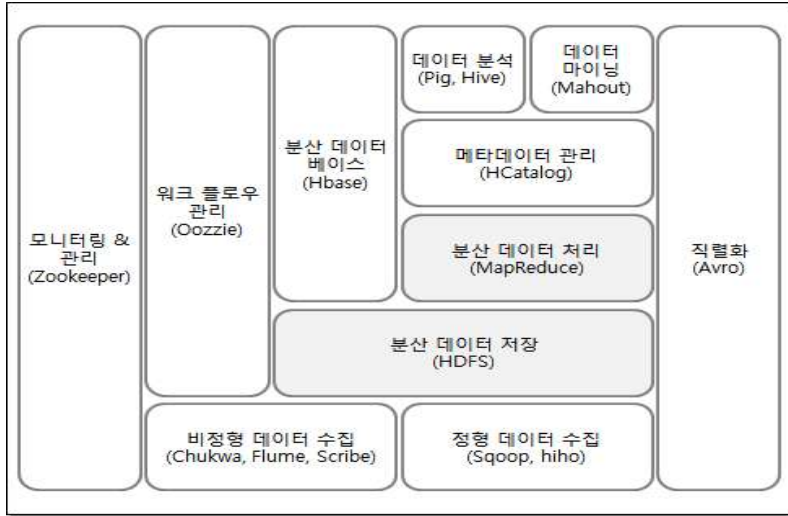 모니터링 &
관리
(Zookeeper)
워크 플로우
관리
(Oozzie)
분산 데이터
베이스
(Hbase)
데이터 분석
(Pig, Hive)
데이터
마이닝
(Mahout)
메타데이터 관리
(HCatalog)
분산 데이터 처리
(MapReduce)
분산 데이터 저장
(HDFS)
비정형 데이터 수집
(Chukwa, Flume, Scribe)
정형 데이터 수집
(Sqoop, hiho)
직렬화
(Avro)